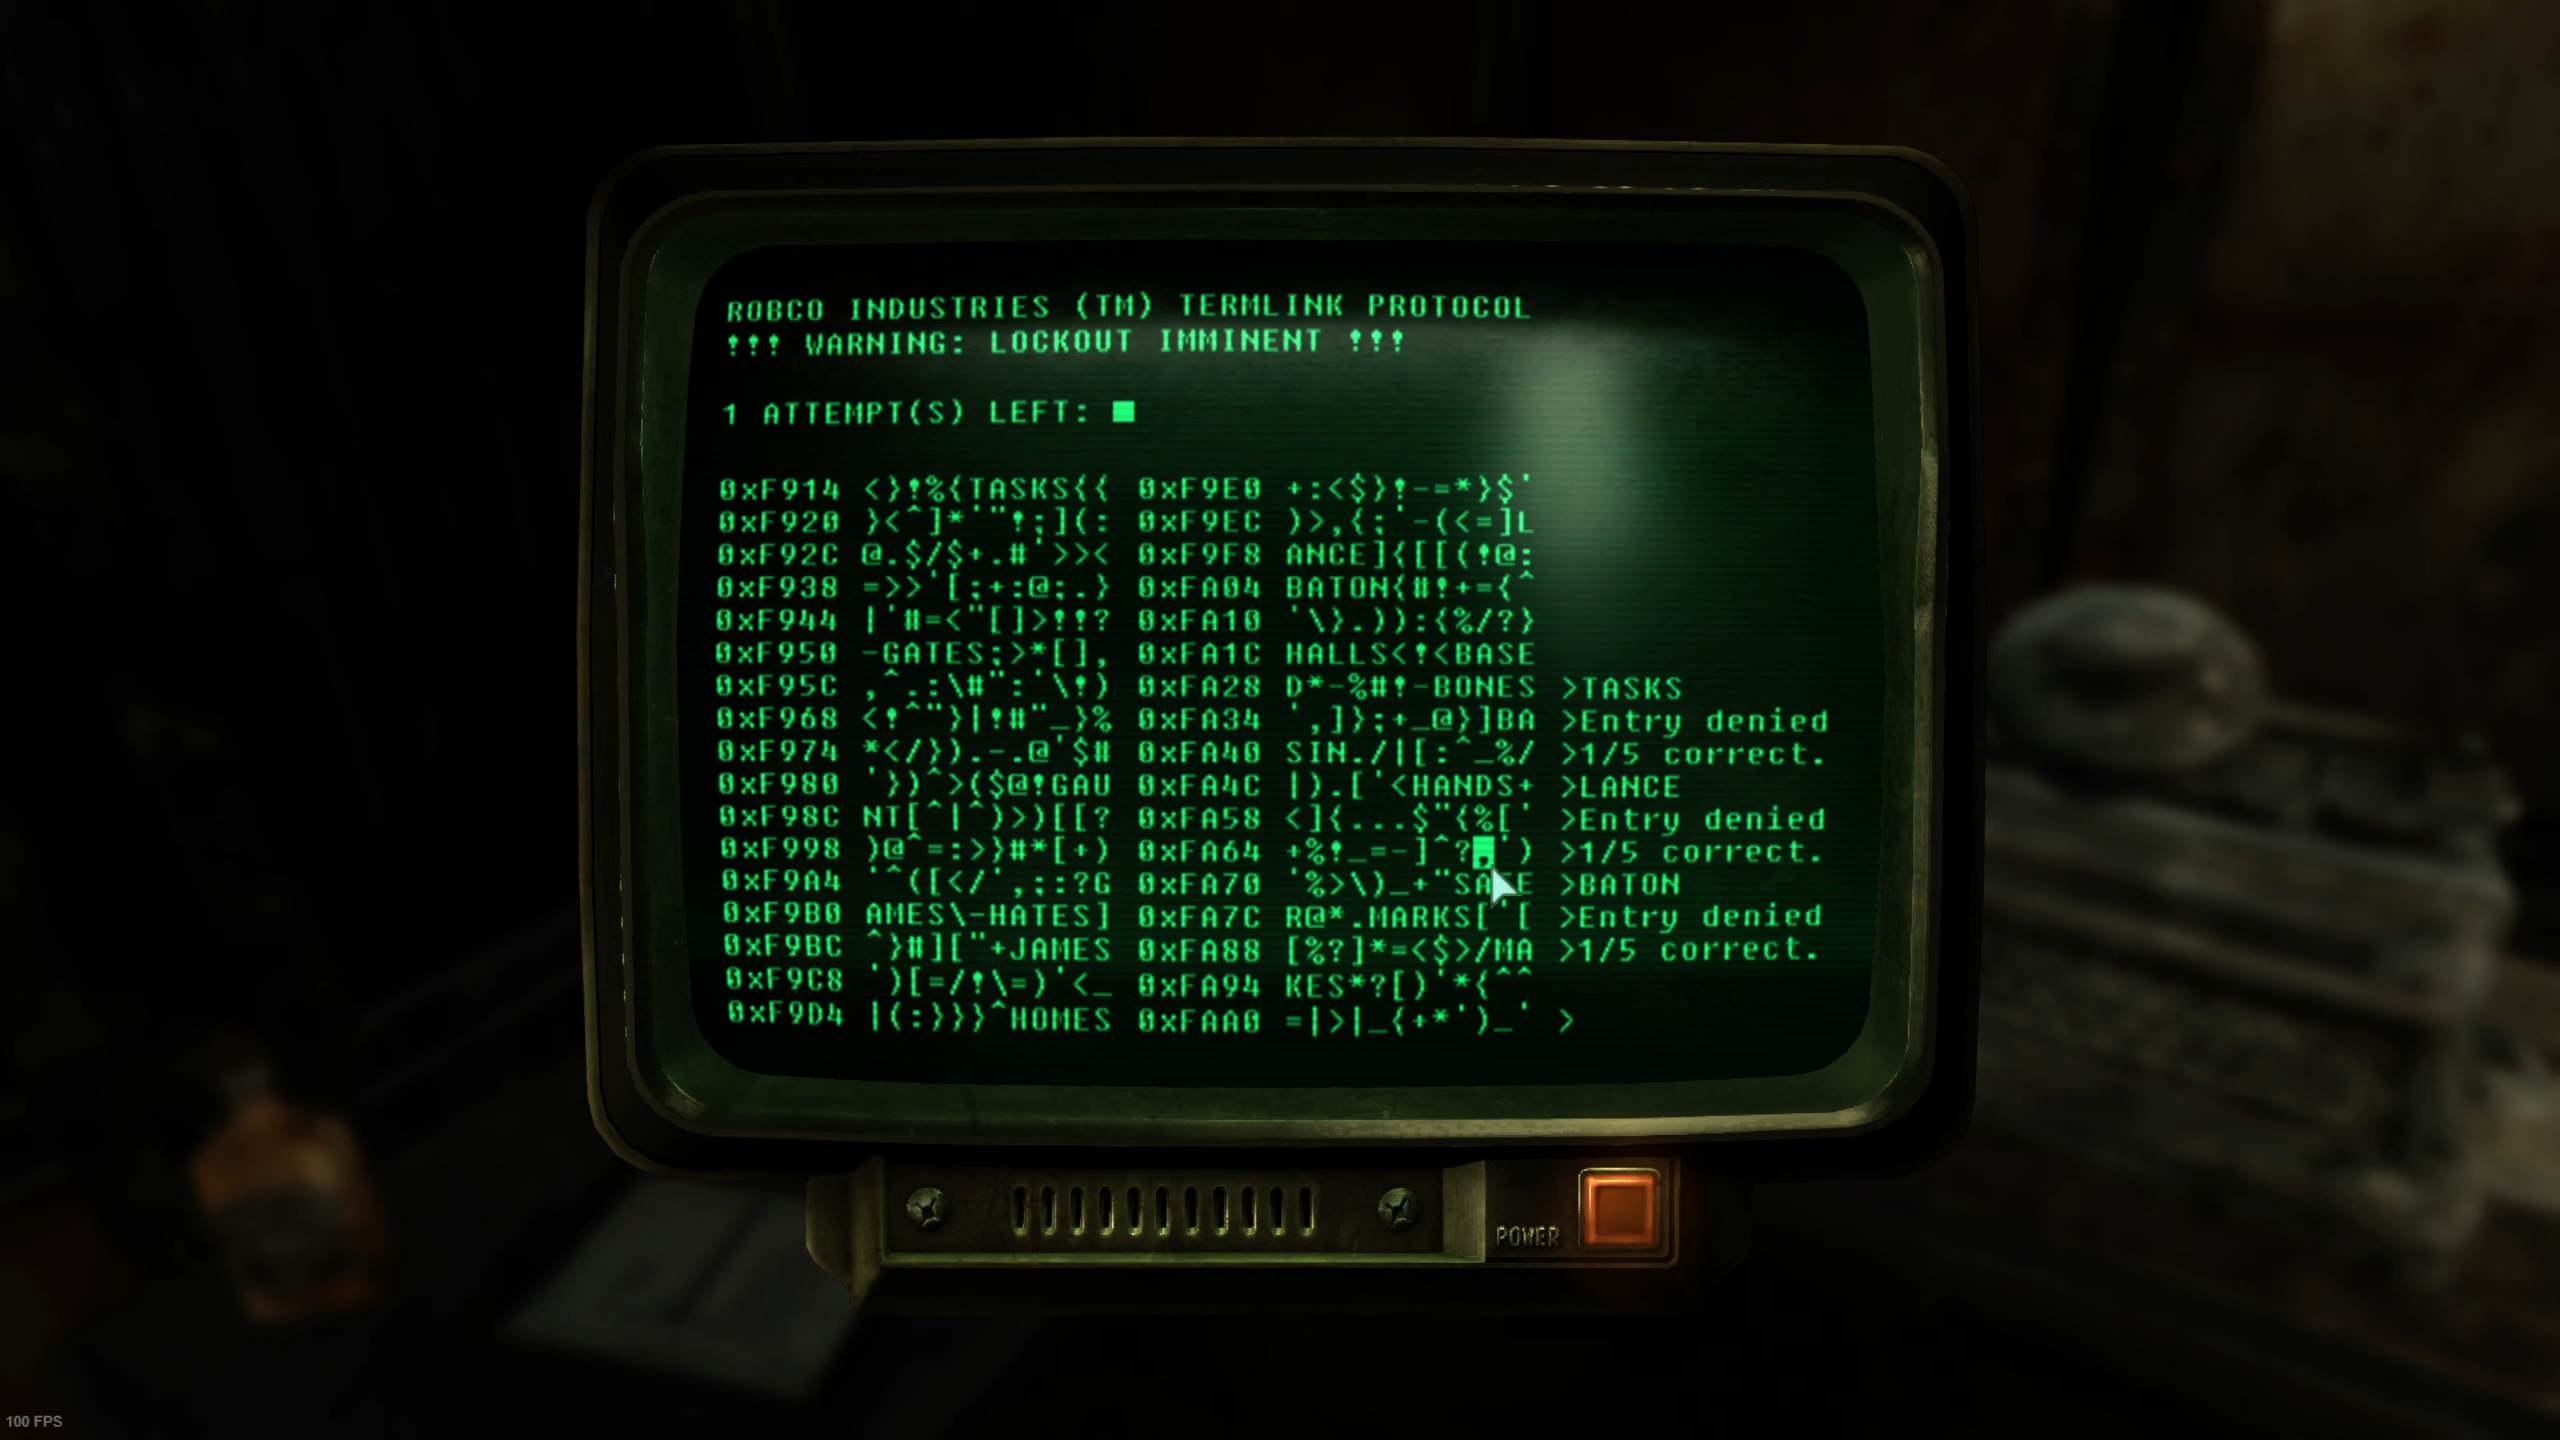 ROBCO INDUSTRIES (TM) TERMLINK PROTOCOL
!!! WARNING: LOCKOUT IMMINENT !!!
1 ATTEMPT(S) LEFT:
0xF914 <}!%{TASKS{{ 0xF9E0 +:<$}!-=*}$'
0xF920 }<^]*'"!;](: 0xF9EC )>,{;'-(<=]L
0xF92C @.$/$+.#'>>< 0xF9F8 ANCE]{[[(!@:
0xF938 =>>'[;+:@;.} 0xFA04 BATON{#!+={^
0xF944 |'#=<"[]>!!? 0xFA10 '\}.)):{%/?}
0xF950 -GATES;>*[], 0xFA1C HALLS<!<BASE
0xF95C ,^.:\#":'\!) 0xFA28 D*-%#!-BONES >TASKS
0xF968 <!^"}|!#"_}% 0xFA34 ',]};+_@}]BA >Entry denied
0xF974 *</}).-.@'$# 0xFA40 SIN./|[:^_%/ >1/5 correct.
0xF980 '})^>($@!GAU 0xFA4C |).['<HANDS+ >LANCE
0xF98C NT[^|^)>)[[? 0xFA58 <]{...$"{%[' >Entry denied
0xF998 )@^=:>}#*[+) 0xFA64 +%!_=-]^?,') >1/5 correct.
0xF9A4 '^([</',;:?G 0xFA70 '%>\)_+" >BATON
0xF9B0 AMES\-HATES] 0xFA7C R@*.MARKS['[ >Entry denied
0xF9BC ^}#]["+JAMES 0xFA88 [%?]*=<$>/MA >1/5 correct.
0xF9C8 ')[=/!\=)'<_ 0xFA94 KES*?[)'*{^^
0xF9D4 |(:}}}^HOMES 0xFAA0 =|>|_{+*')_' >
POWER
100 FPS